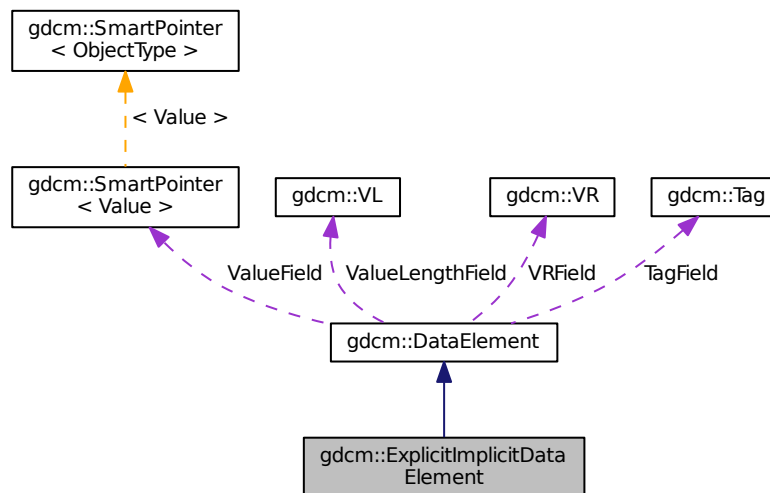 gdcm::SmartPointer
< ObjectType >
< Value >
gdcm::SmartPointer
< Value >
gdcm::VL
gdcm::VR
gdcm::Tag
ValueField
ValueLengthField
VRField
TagField
gdcm::DataElement
gdcm::ExplicitImplicitData
Element